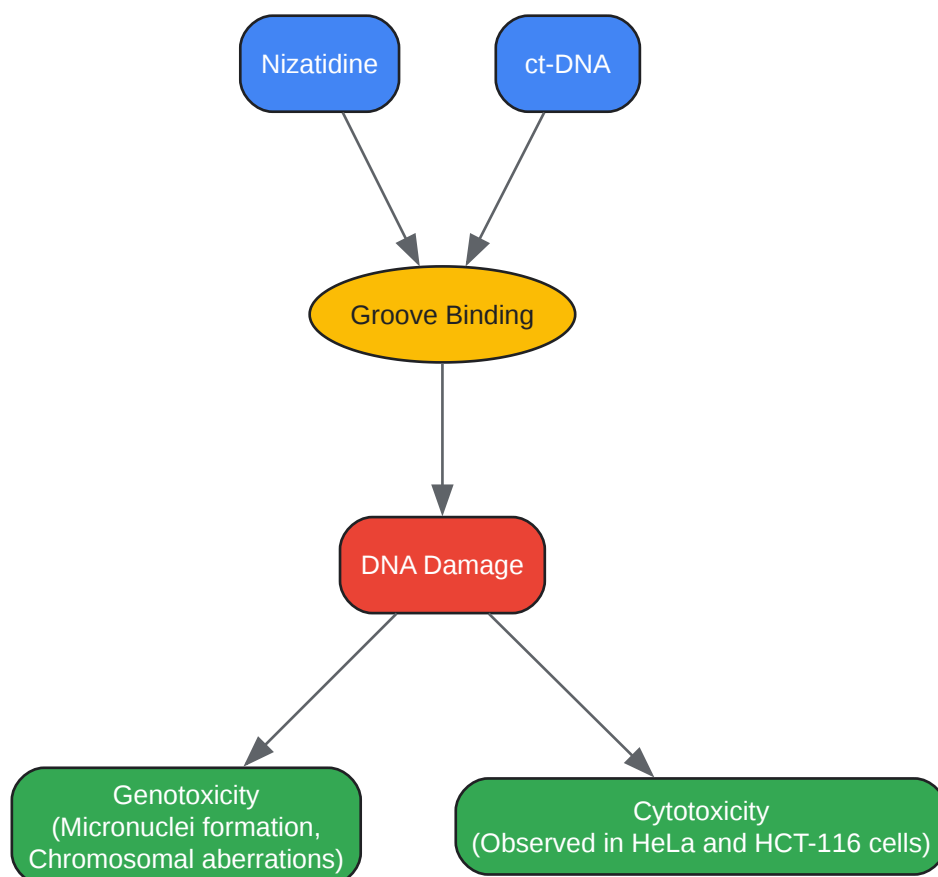 Nizatidine
ct-DNA
Groove Binding
DNA Damage
Genotoxicity
(Micronuclei formation,
Chromosomal aberrations)
Cytotoxicity
(Observed in HeLa and HCT-116 cells)